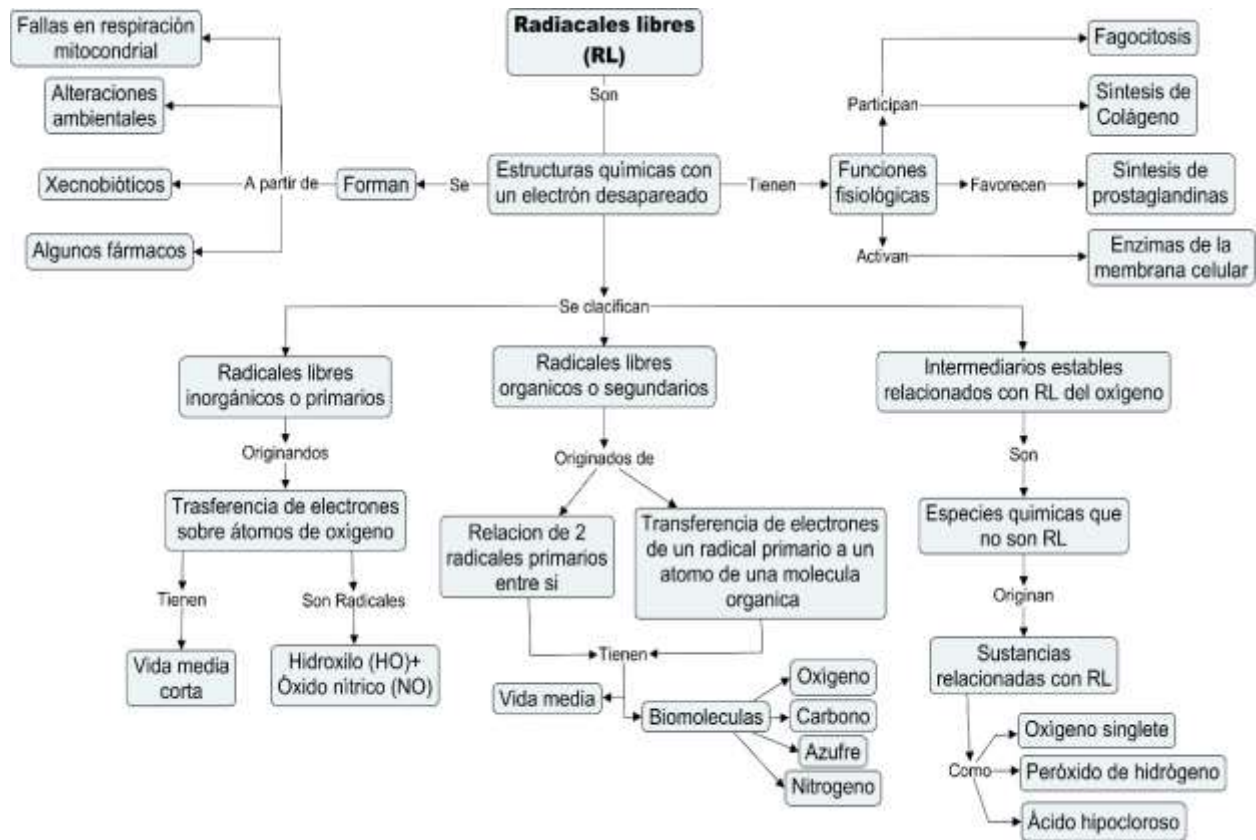 Radiacales libres
(RL)
Son
Estructuras químicas con
un electrón desapareado
Se
Forman
A partir de
Fallas en respiración
mitocondrial
Alteraciones
ambientales
Xecnobióticos
Algunos fármacos
Tienen
Funciones
fisiológicas
Participan
Fagocitosis
Síntesis de
Colágeno
Favorecen
Síntesis de
prostaglandinas
Activan
Enzimas de la
membrana celular
Se clacifican
Radicales libres
inorgánicos o primarios
Originandos
Trasferencia de electrones
sobre átomos de oxígeno
Tienen
Vida media
corta
Son Radicales
Hidroxilo (HO)+
Óxido nítrico (NO)
Radicales libres
organicos o segundarios
Originados de
Relacion de 2
radicales primarios
entre si
Transferencia de electrones
de un radical primario a un
atomo de una molecula
organica
Tienen
Vida media
Biomoleculas
Oxigeno
Carbono
Azufre
Nitrogeno
Intermediarios estables
relacionados con RL del oxígeno
Son
Especies quimicas que
no son RL
Originan
Sustancias
relacionadas con RL
Como
Oxígeno singlete
Peróxido de hidrógeno
Ácido hipocloroso